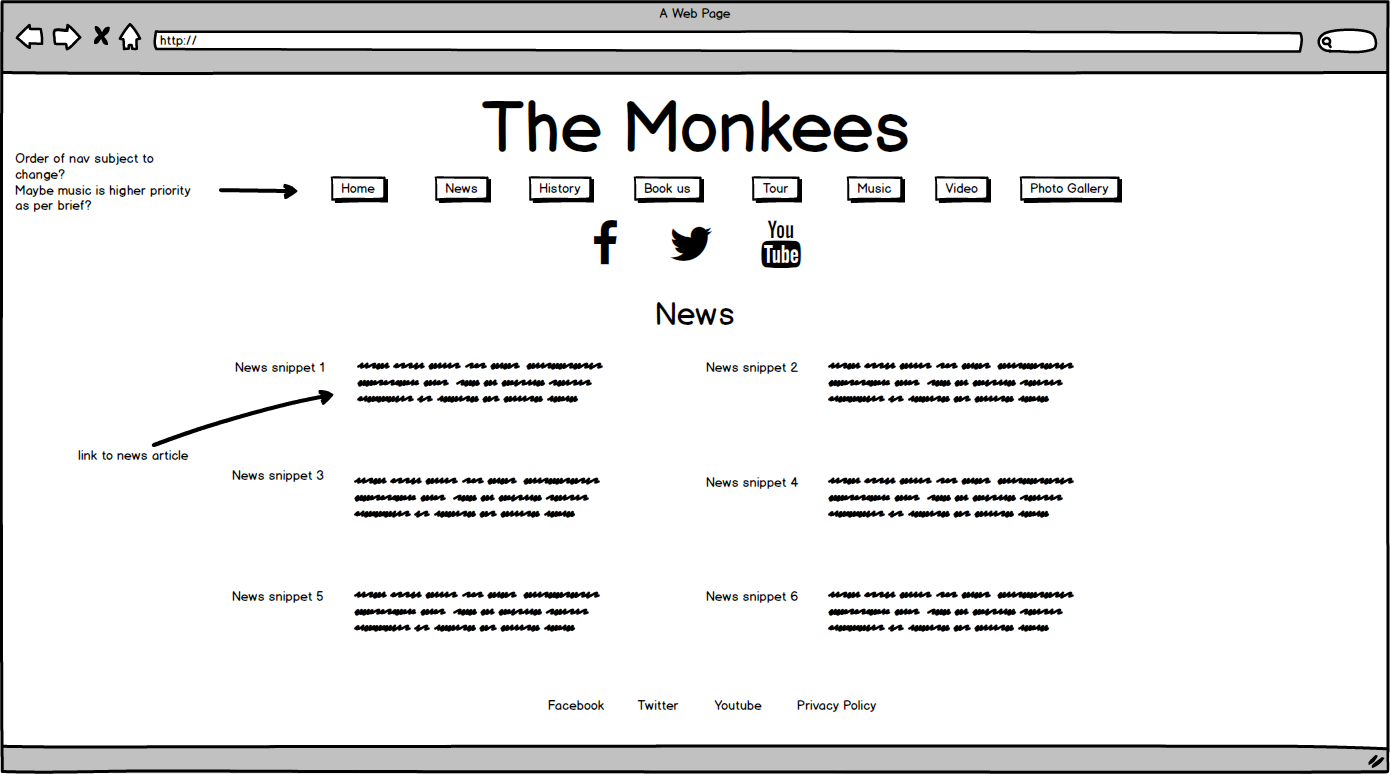 A Web Page
http://
The Monkees
Order of nav subject to
change?
Maybe music is higher priority
as per brief?
Home News History Book us Tour Music Video Photo Gallery
You
Tube
News
News snippet 1 News snippet 2
link to news article
News snippet 3 News snippet 4
News snippet 5 News snippet 6
Facebook Twitter Youtube Privacy Policy